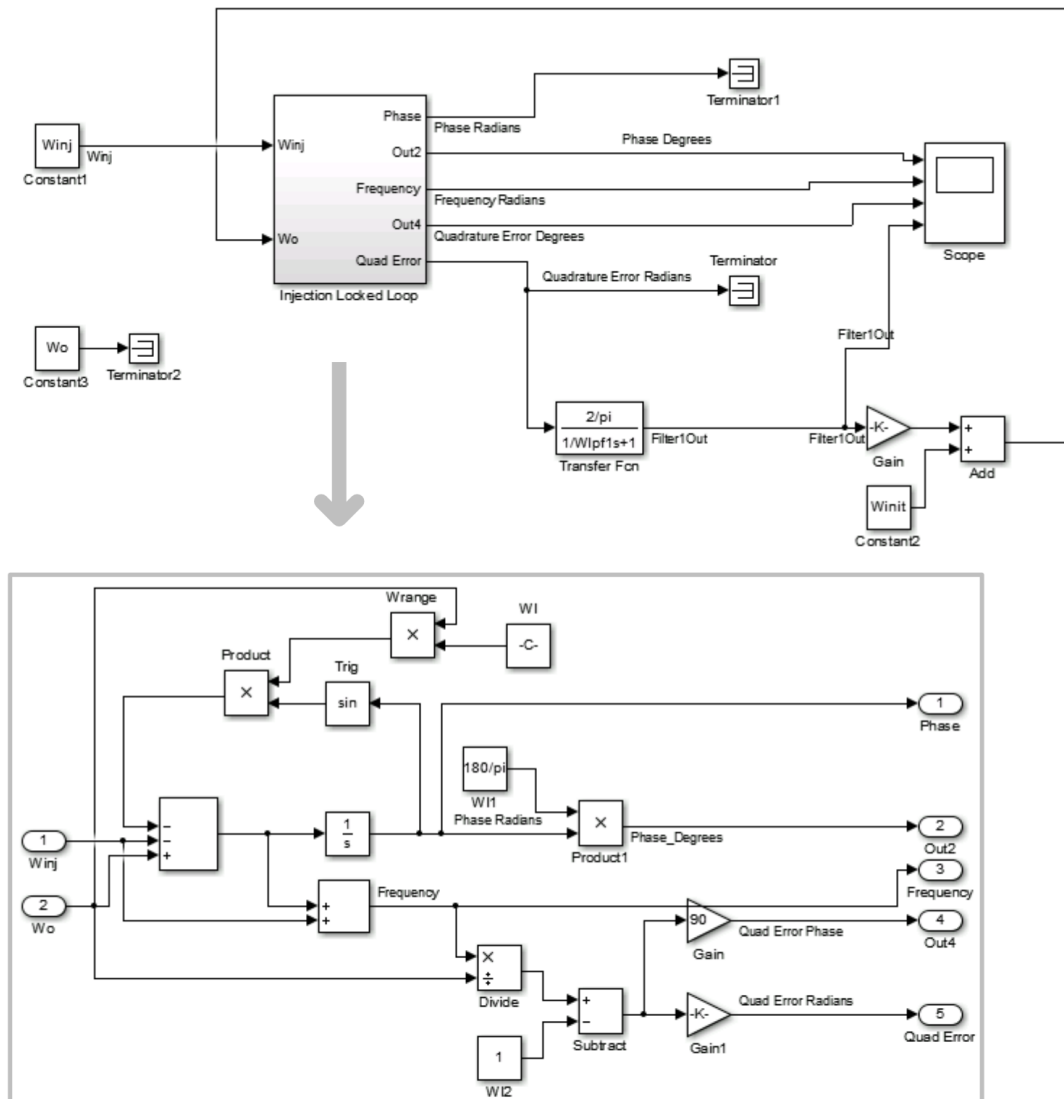 Phase
Terminator1
Phase Radians
Winj
Winj
Winj
Constant1
Out2
Phase Degrees
Frequency
Frequency Radians
Out4
Wo
Quadrature Error Degrees
Scope
Quad Error
Terminator
Injection Locked Loop
Quadrature Error Radians
Filter1Out
Wo
Constant3
Terminator2
2/pi
1/Wlpf1s+1
Transfer Fcn
Filter1Out
Filter1Out
-K-
Gain
+
+
Add
Winit
Constant2
Wrange
×
WI
-C-
Product
×
Trig
sin
1
Phase
180/pi
WI1
Phase Radians
×
Product1
Phase_Degrees
2
Out2
1
Winj
−
−
+
1
s
3
Frequency
2
Wo
+
+
Frequency
90
Gain
Quad Error Phase
4
Out4
×
÷
Divide
+
−
Subtract
1
WI2
-K-
Gain1
Quad Error Radians
5
Quad Error